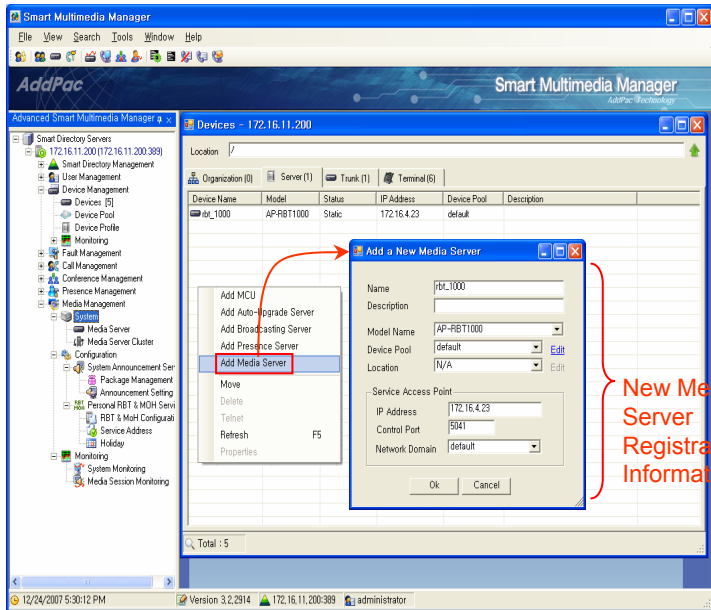 Smart Multimedia Manager
File View Search Tools Window Help
AddPac
Smart Multimedia Manager
AddPac Technology
Advanced Smart Multimedia Manager
Smart Directory Servers
172.16.11.200 (172.16.11.200:389)
Smart Directory Management
User Management
Device Management
Devices [5]
Device Pool
Device Profile
Monitoring
Fault Management
Call Management
Conference Management
Presence Management
Media Management
System
Media Server
Media Server Cluster
Configuration
System Announcement Ser
Package Management
Announcement Setting
Personal RBT & MOH Servi
RBT & MoH Configurati
Service Address
Holiday
Monitoring
System Monitoring
Media Session Monitoring
Devices - 172.16.11.200
Location /
Organization (0) Server (1) Trunk (1) Terminal (6)
Device Name Model Status IP Address Device Pool Description
rbt_1000 AP-RBT1000 Static 172.16.4.23 default
Add MCU
Add Auto-Upgrade Server
Add Broadcasting Server
Add Presence Server
Add Media Server
Move
Delete
Telnet
Refresh F5
Properties
Add a New Media Server
Name rbt_1000
Description
Model Name AP-RBT1000
Device Pool default Edit
Location N/A Edit
Service Access Point
IP Address 172.16.4.23
Control Port 5041
Network Domain default
Ok Cancel
New Me
Server
Registra
Informat
Total : 5
12/24/2007 5:30:12 PM Version 3.2.2914 172.16.11.200:389 administrator